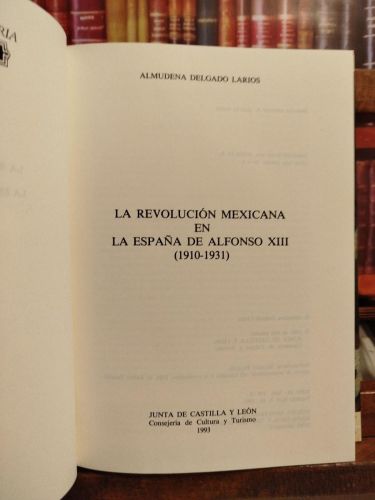 ALMUDENA DELGADO LARIOS
LA REVOLUCIÓN MEXICANA
EN
LA ESPAÑA DE ALFONSO XIII
(1910-1931)
JUNTA DE CASTILLA Y LEÓN
Consejería de Cultura y Turismo
1993